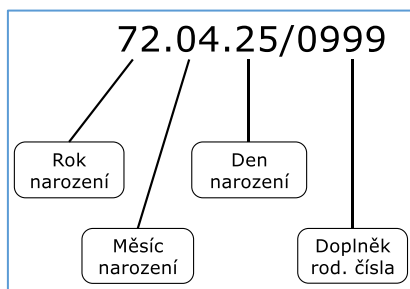 72.04.25/0999
Rok
narození
Den
narození
Měsíc
narození
Doplněk
rod. čísla